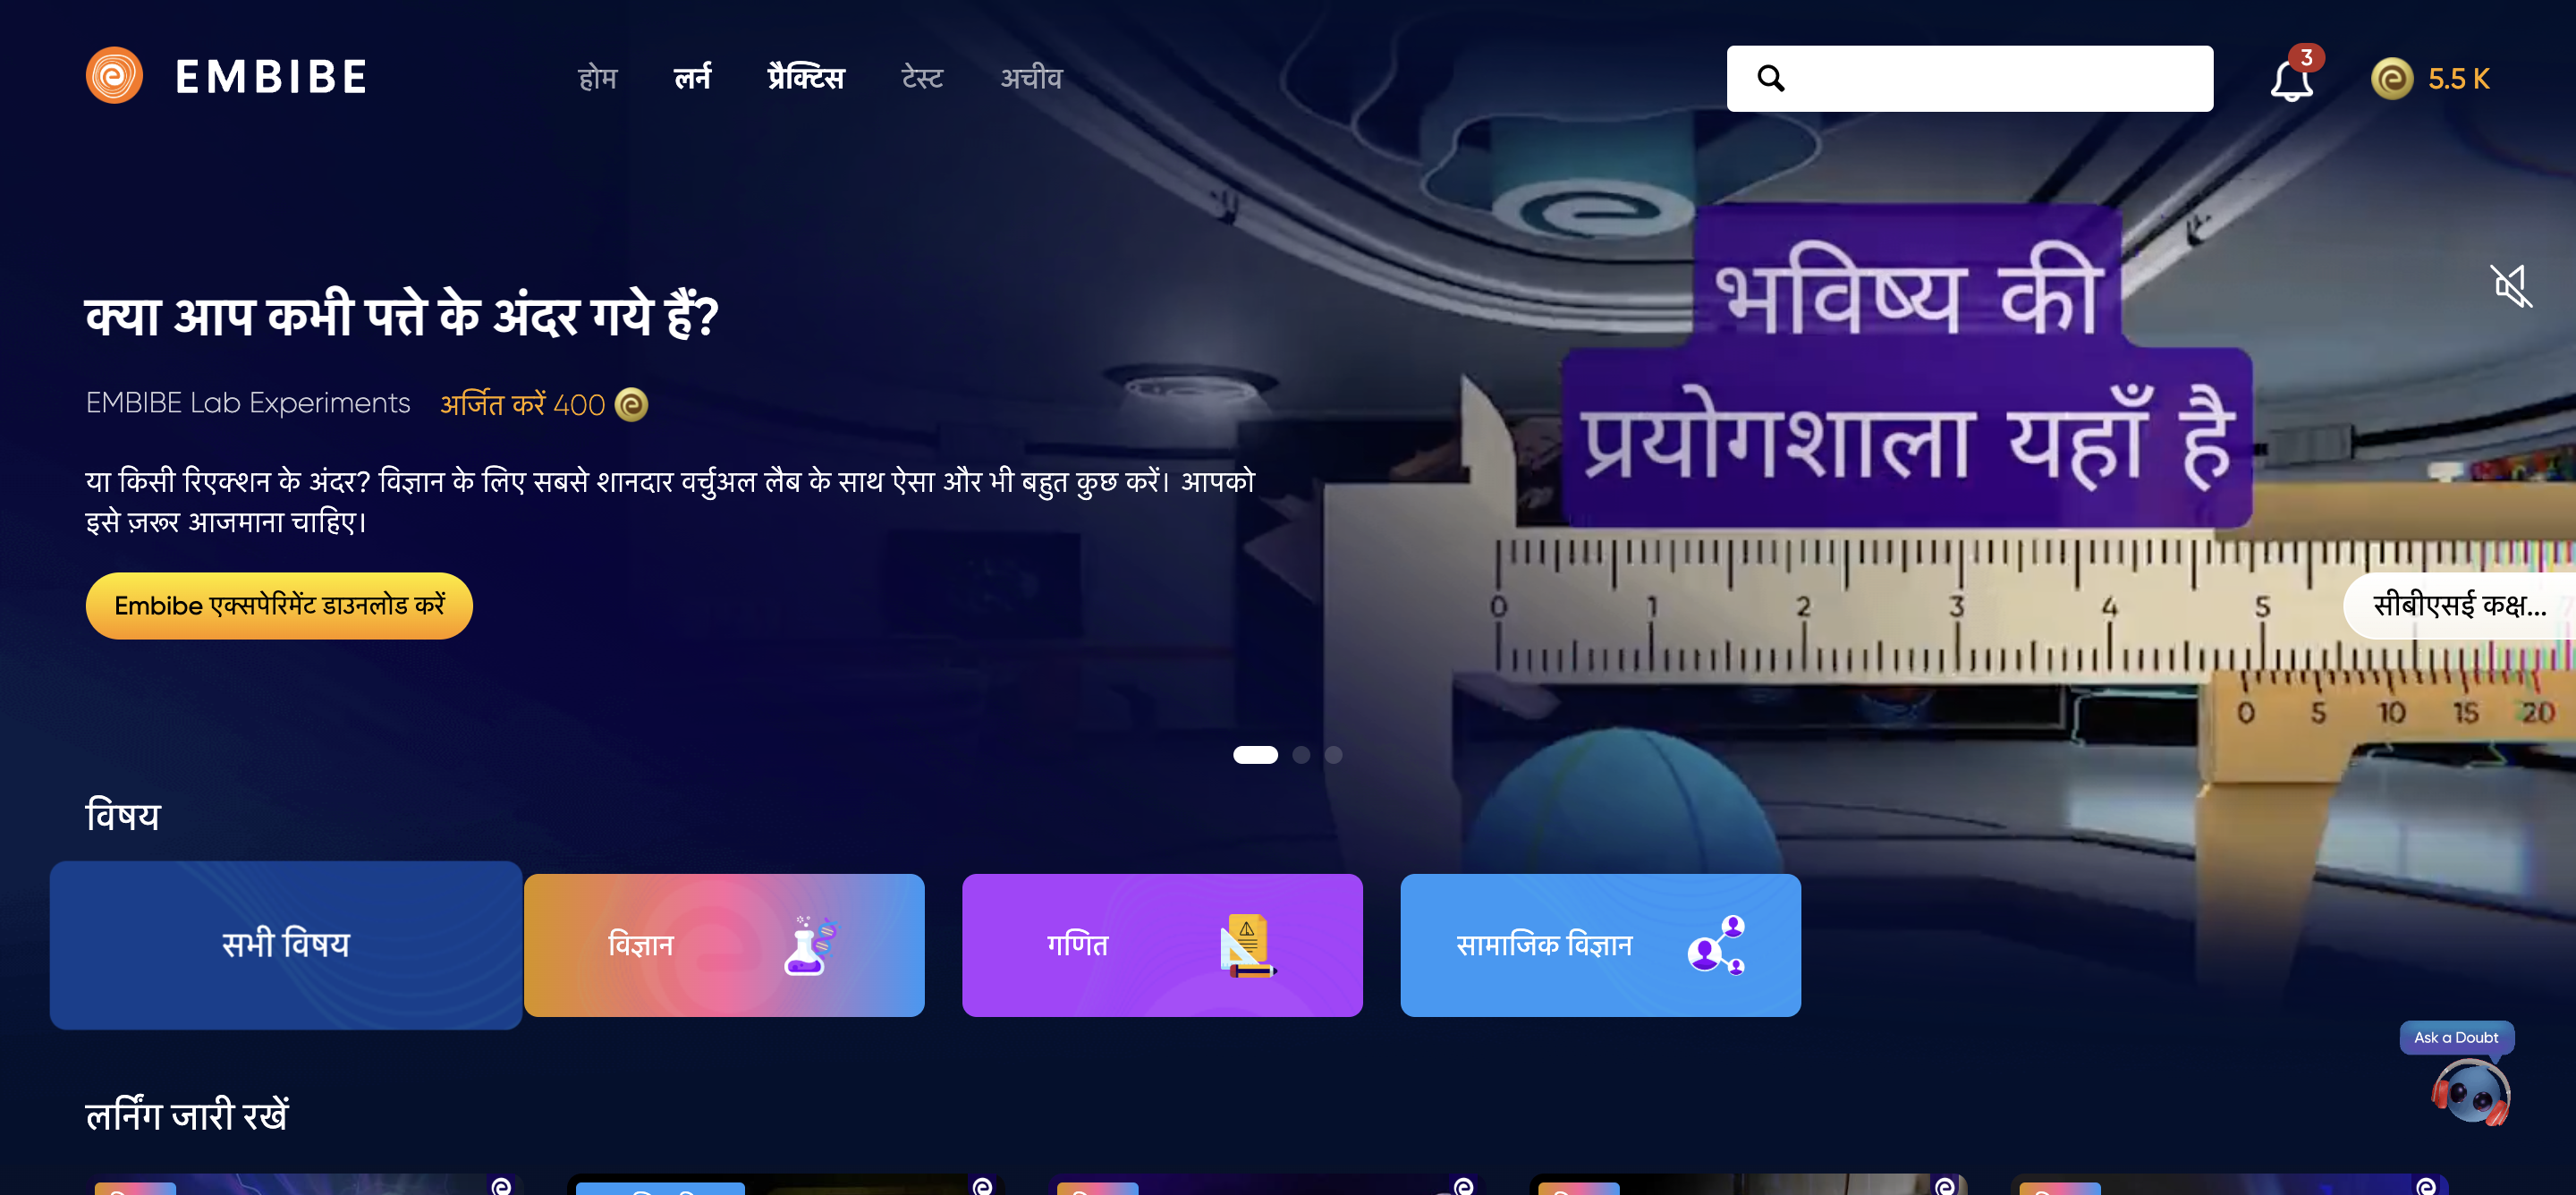 EMBIBE
होम लर्न प्रैक्टिस टेस्ट अचीव
3
5.5 K
भविष्य की
प्रयोगशाला यहाँ है
क्या आप कभी पत्ते के अंदर गये हैं?
EMBIBE Lab Experiments अर्जित करें 400
या किसी रिएक्शन के अंदर? विज्ञान के लिए सबसे शानदार वर्चुअल लैब के साथ ऐसा और भी बहुत कुछ करें। आपको
इसे ज़रूर आजमाना चाहिए।
Embibe एक्सपेरिमेंट डाउनलोड करें
0 1 2 3 4 5
सीबीएसई कक्ष...
0 5 10 15 20
विषय
सभी विषय
विज्ञान
गणित
सामाजिक विज्ञान
Ask a Doubt
लर्निंग जारी रखें